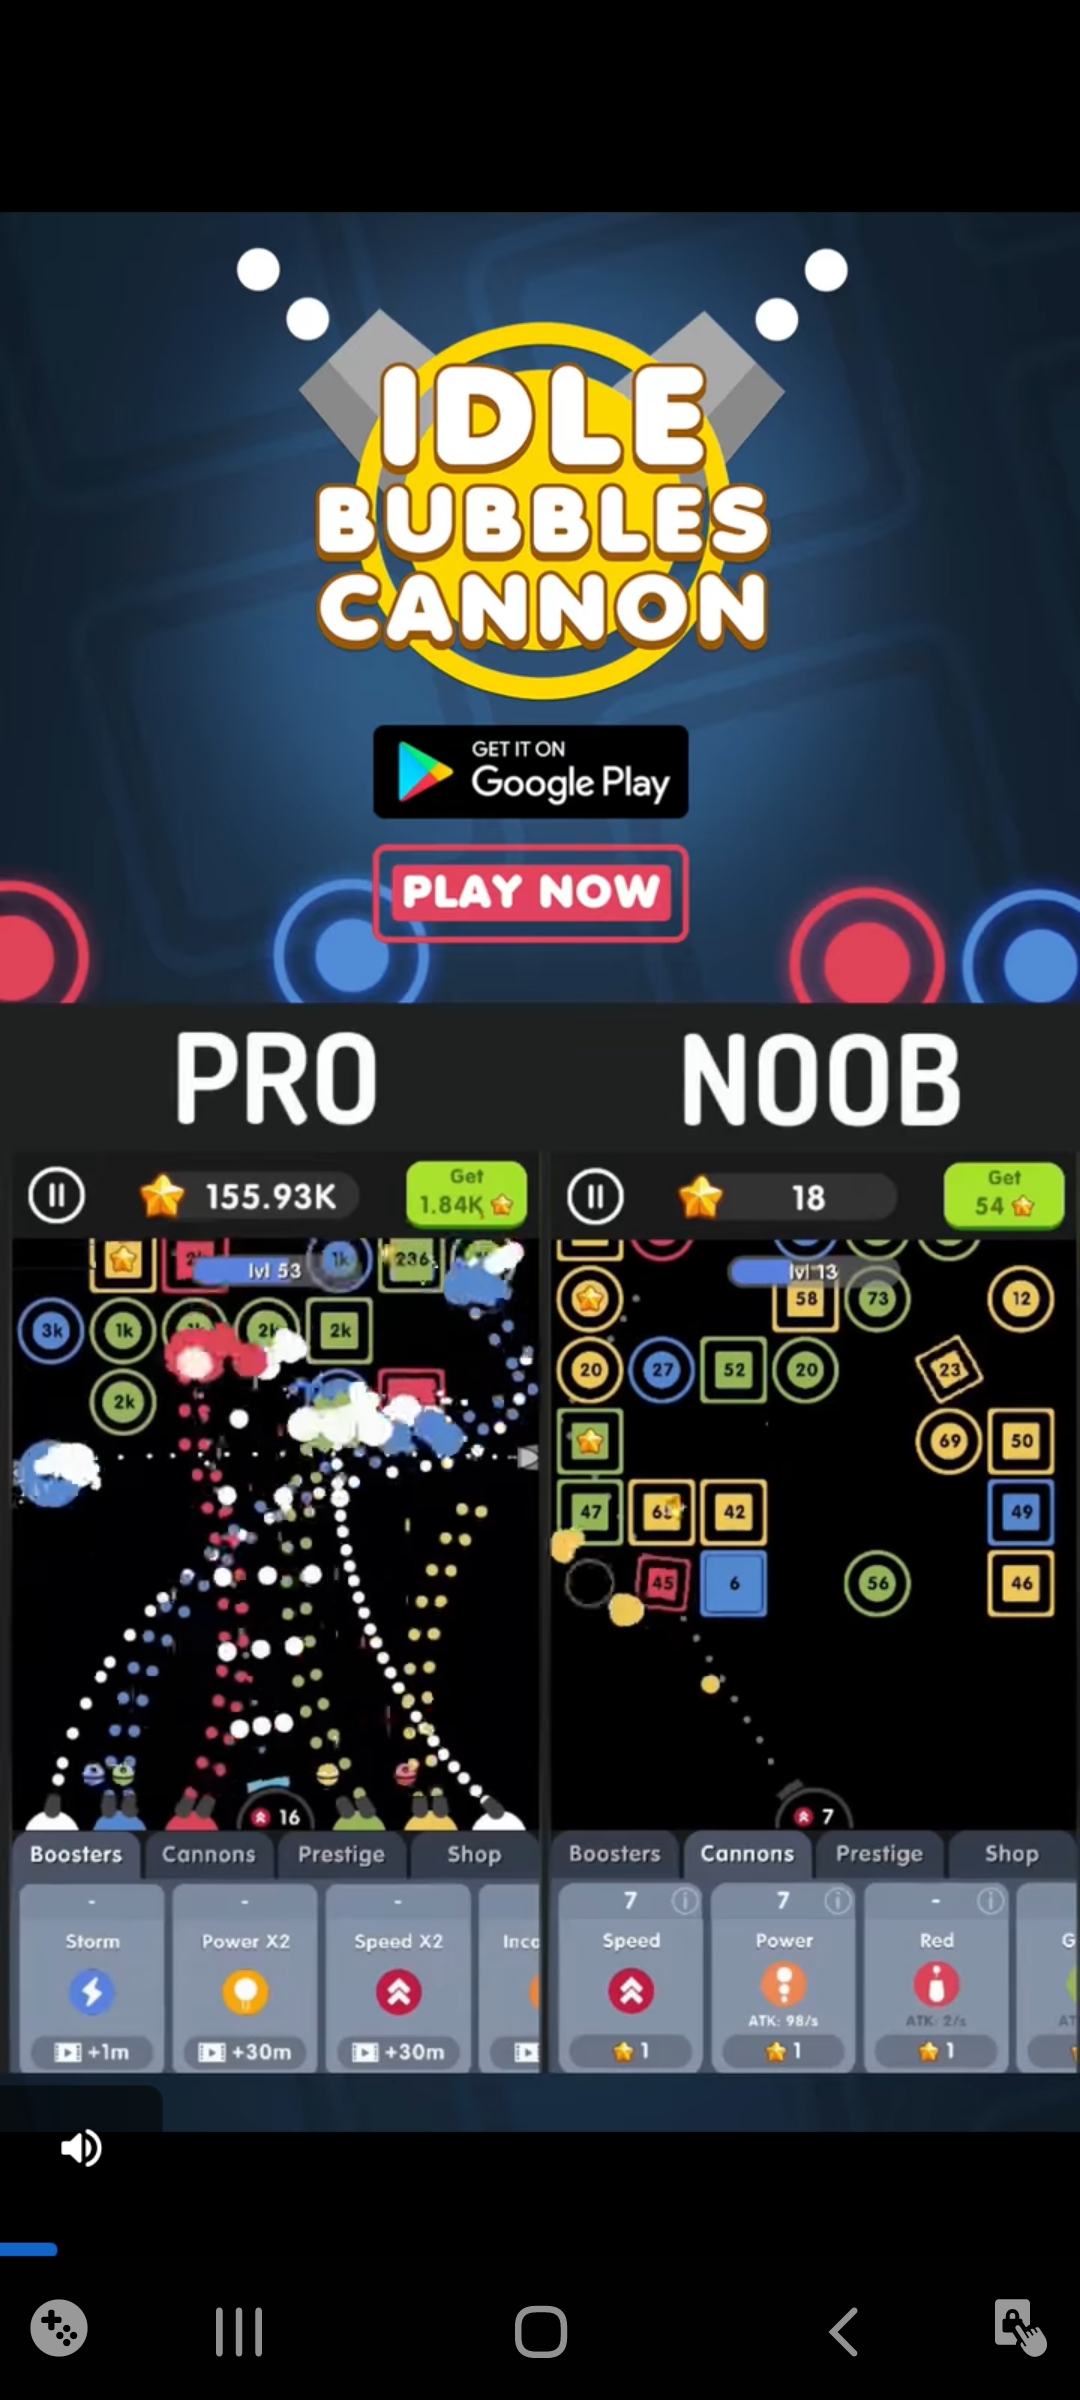 IDLE
BUBBLES
CANNON
GET IT ON
Google Play
PLAY NOW
PRO
NOOB
155.93K
Get
1.84K
18
Get
54
lvl 53
1k
236
3k
1k
2k
2k
2k
lvl 13
58
73
12
20
27
52
20
23
69
50
47
42
49
45
6
56
46
16
7
Boosters
Cannons
Prestige
Shop
Boosters
Cannons
Prestige
Shop
-
-
-
7
7
-
Storm
Power X2
Speed X2
Speed
Power
Red
ATK: 98/s
ATK: 2/s
+1m
+30m
+30m
1
1
1